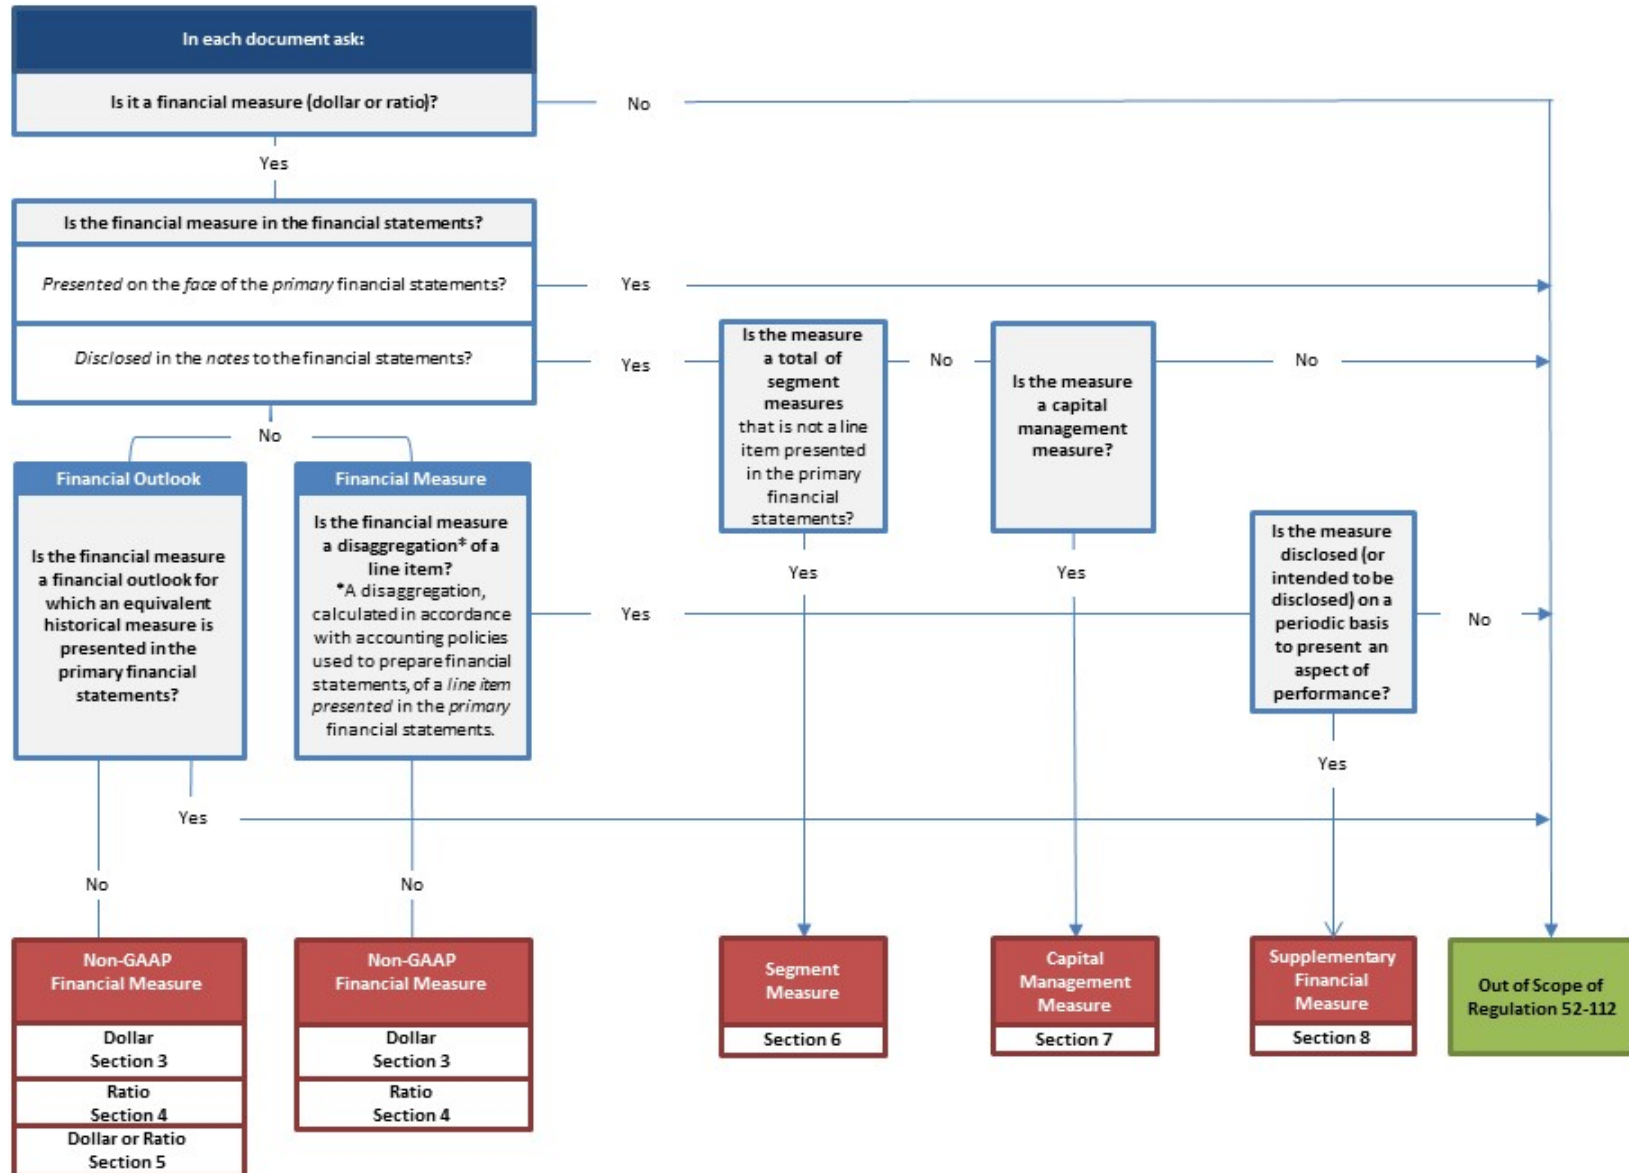 In each document ask:
Is it a financial measure (dollar or ratio)?
No
Yes
Is the financial measure in the financial statements?
Presented on the face of the primary financial statements?
Yes
Disclosed in the notes to the financial statements?
Yes
Is the measure
a total of
segment
measures
that is not a line
item presented
in the primary
financial
statements?
No
Is the measure
a capital
management
measure?
No
No
Financial Outlook
Is the financial measure
a financial outlook for
which an equivalent
historical measure is
presented in the
primary financial
statements?
Financial Measure
Is the financial measure
a disaggregation* of a
line item?
*A disaggregation,
calculated in accordance
with accounting policies
used to prepare financial
statements, of a line item
presented in the primary
financial statements.
Yes
Yes
Yes
Is the measure
disclosed (or
intended to be
disclosed) on a
periodic basis
to present an
aspect of
performance?
No
Yes
Yes
No
No
Non-GAAP
Financial Measure
Dollar
Section 3
Ratio
Section 4
Dollar or Ratio
Section 5
Non-GAAP
Financial Measure
Dollar
Section 3
Ratio
Section 4
Segment
Measure
Section 6
Capital
Management
Measure
Section 7
Supplementary
Financial
Measure
Section 8
Out of Scope of
Regulation 52-112